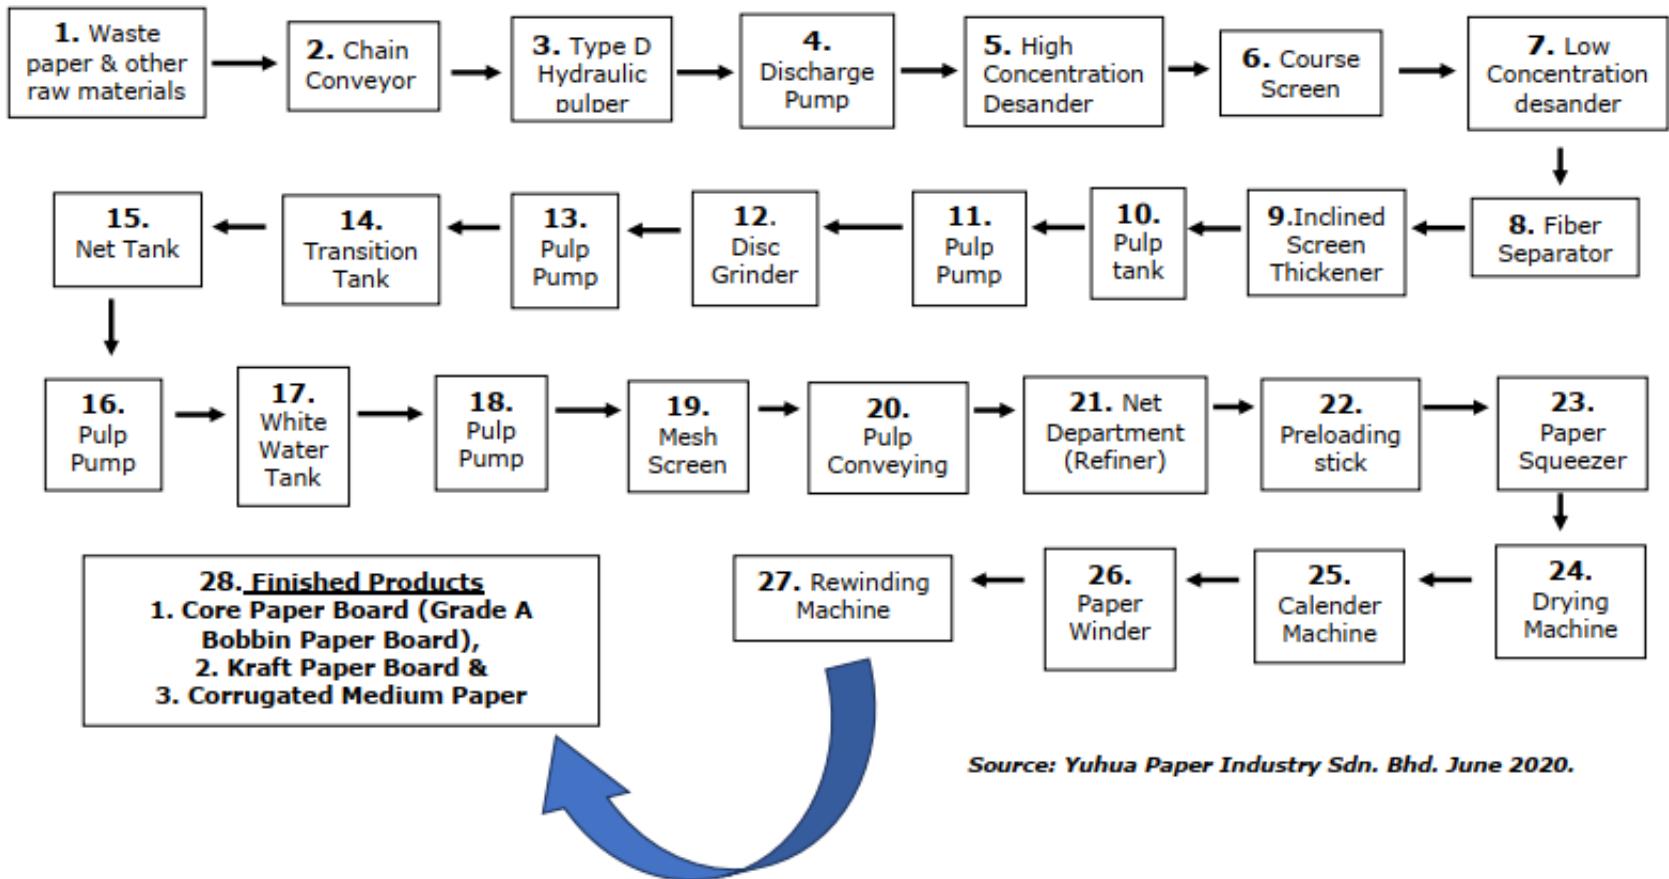 1. Waste
paper & other
raw materials
2. Chain
Conveyor
3. Type D
Hydraulic
pulper
4.
Discharge
Pump
5. High
Concentration
Desander
6. Course
Screen
7. Low
Concentration
desander
8. Fiber
Separator
9.Inclined
Screen
Thickener
10.
Pulp
tank
11.
Pulp
Pump
12.
Disc
Grinder
13.
Pulp
Pump
14.
Transition
Tank
15.
Net Tank
16.
Pulp
Pump
17.
White
Water
Tank
18.
Pulp
Pump
19.
Mesh
Screen
20.
Pulp
Conveying
21. Net
Department
(Refiner)
22.
Preloading
stick
23.
Paper
Squeezer
24.
Drying
Machine
25.
Calender
Machine
26.
Paper
Winder
27. Rewinding
Machine
28. Finished Products
1. Core Paper Board (Grade A
Bobbin Paper Board),
2. Kraft Paper Board &
3. Corrugated Medium Paper
Source: Yuhua Paper Industry Sdn. Bhd. June 2020.